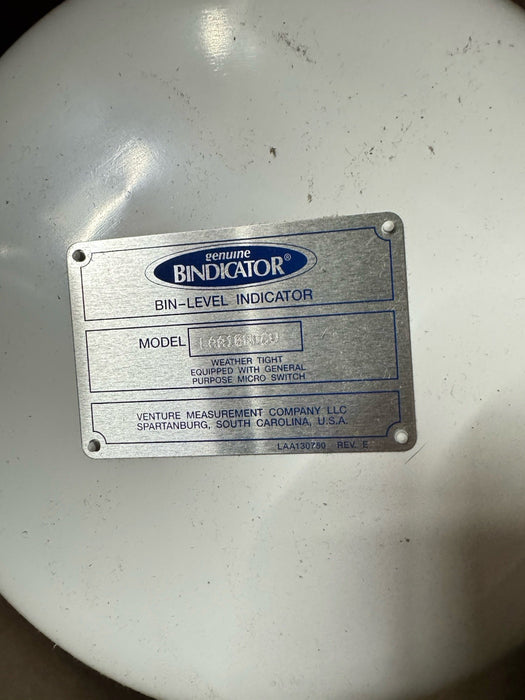 genuine
BINDICATOR®
BIN-LEVEL INDICATOR
MODEL
WEATHER TIGHT
EQUIPPED WITH GENERAL
PURPOSE MICRO SWITCH
VENTURE MEASUREMENT COMPANY LLC
SPARTANBURG, SOUTH CAROLINA, U.S.A.
LAA130780 REV. E